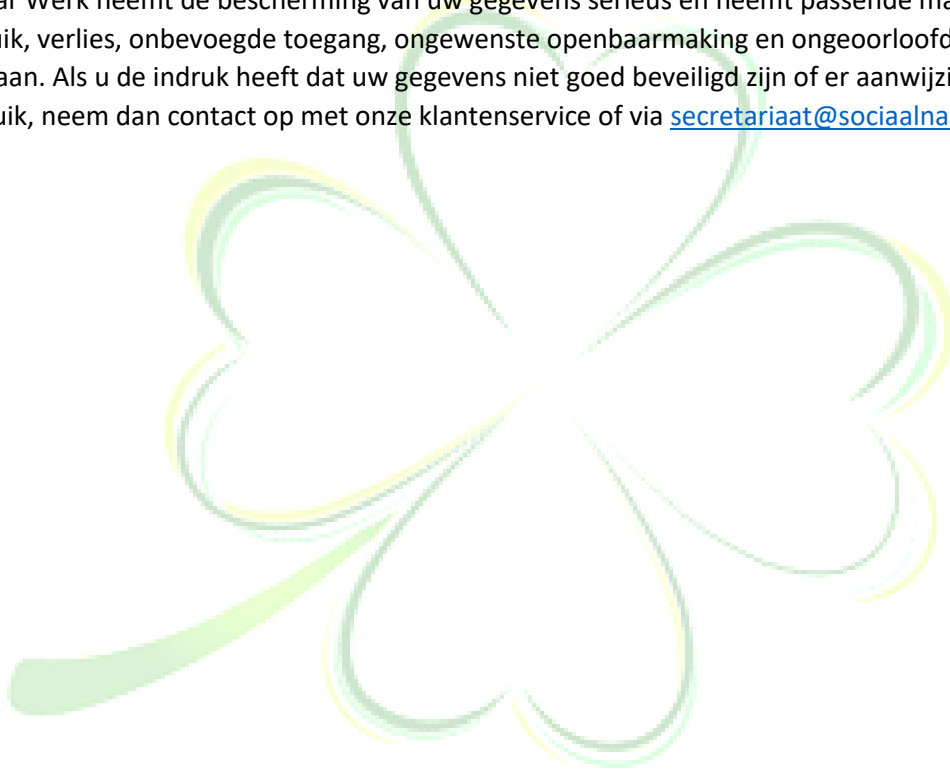 ar Werk heemt de bescherming van uw gegevens serieus en neemt passende ma
uik, verlies, onbevoegde toegang, ongewenste openbaarmaking en ongeoorloofd
aan. Als u de indruk heeft dat uw gegevens niet goed beveiligd zijn of er aanwijzi
uik, neem dan contact op met onze klantenservice of via secretariaat@sociaalna